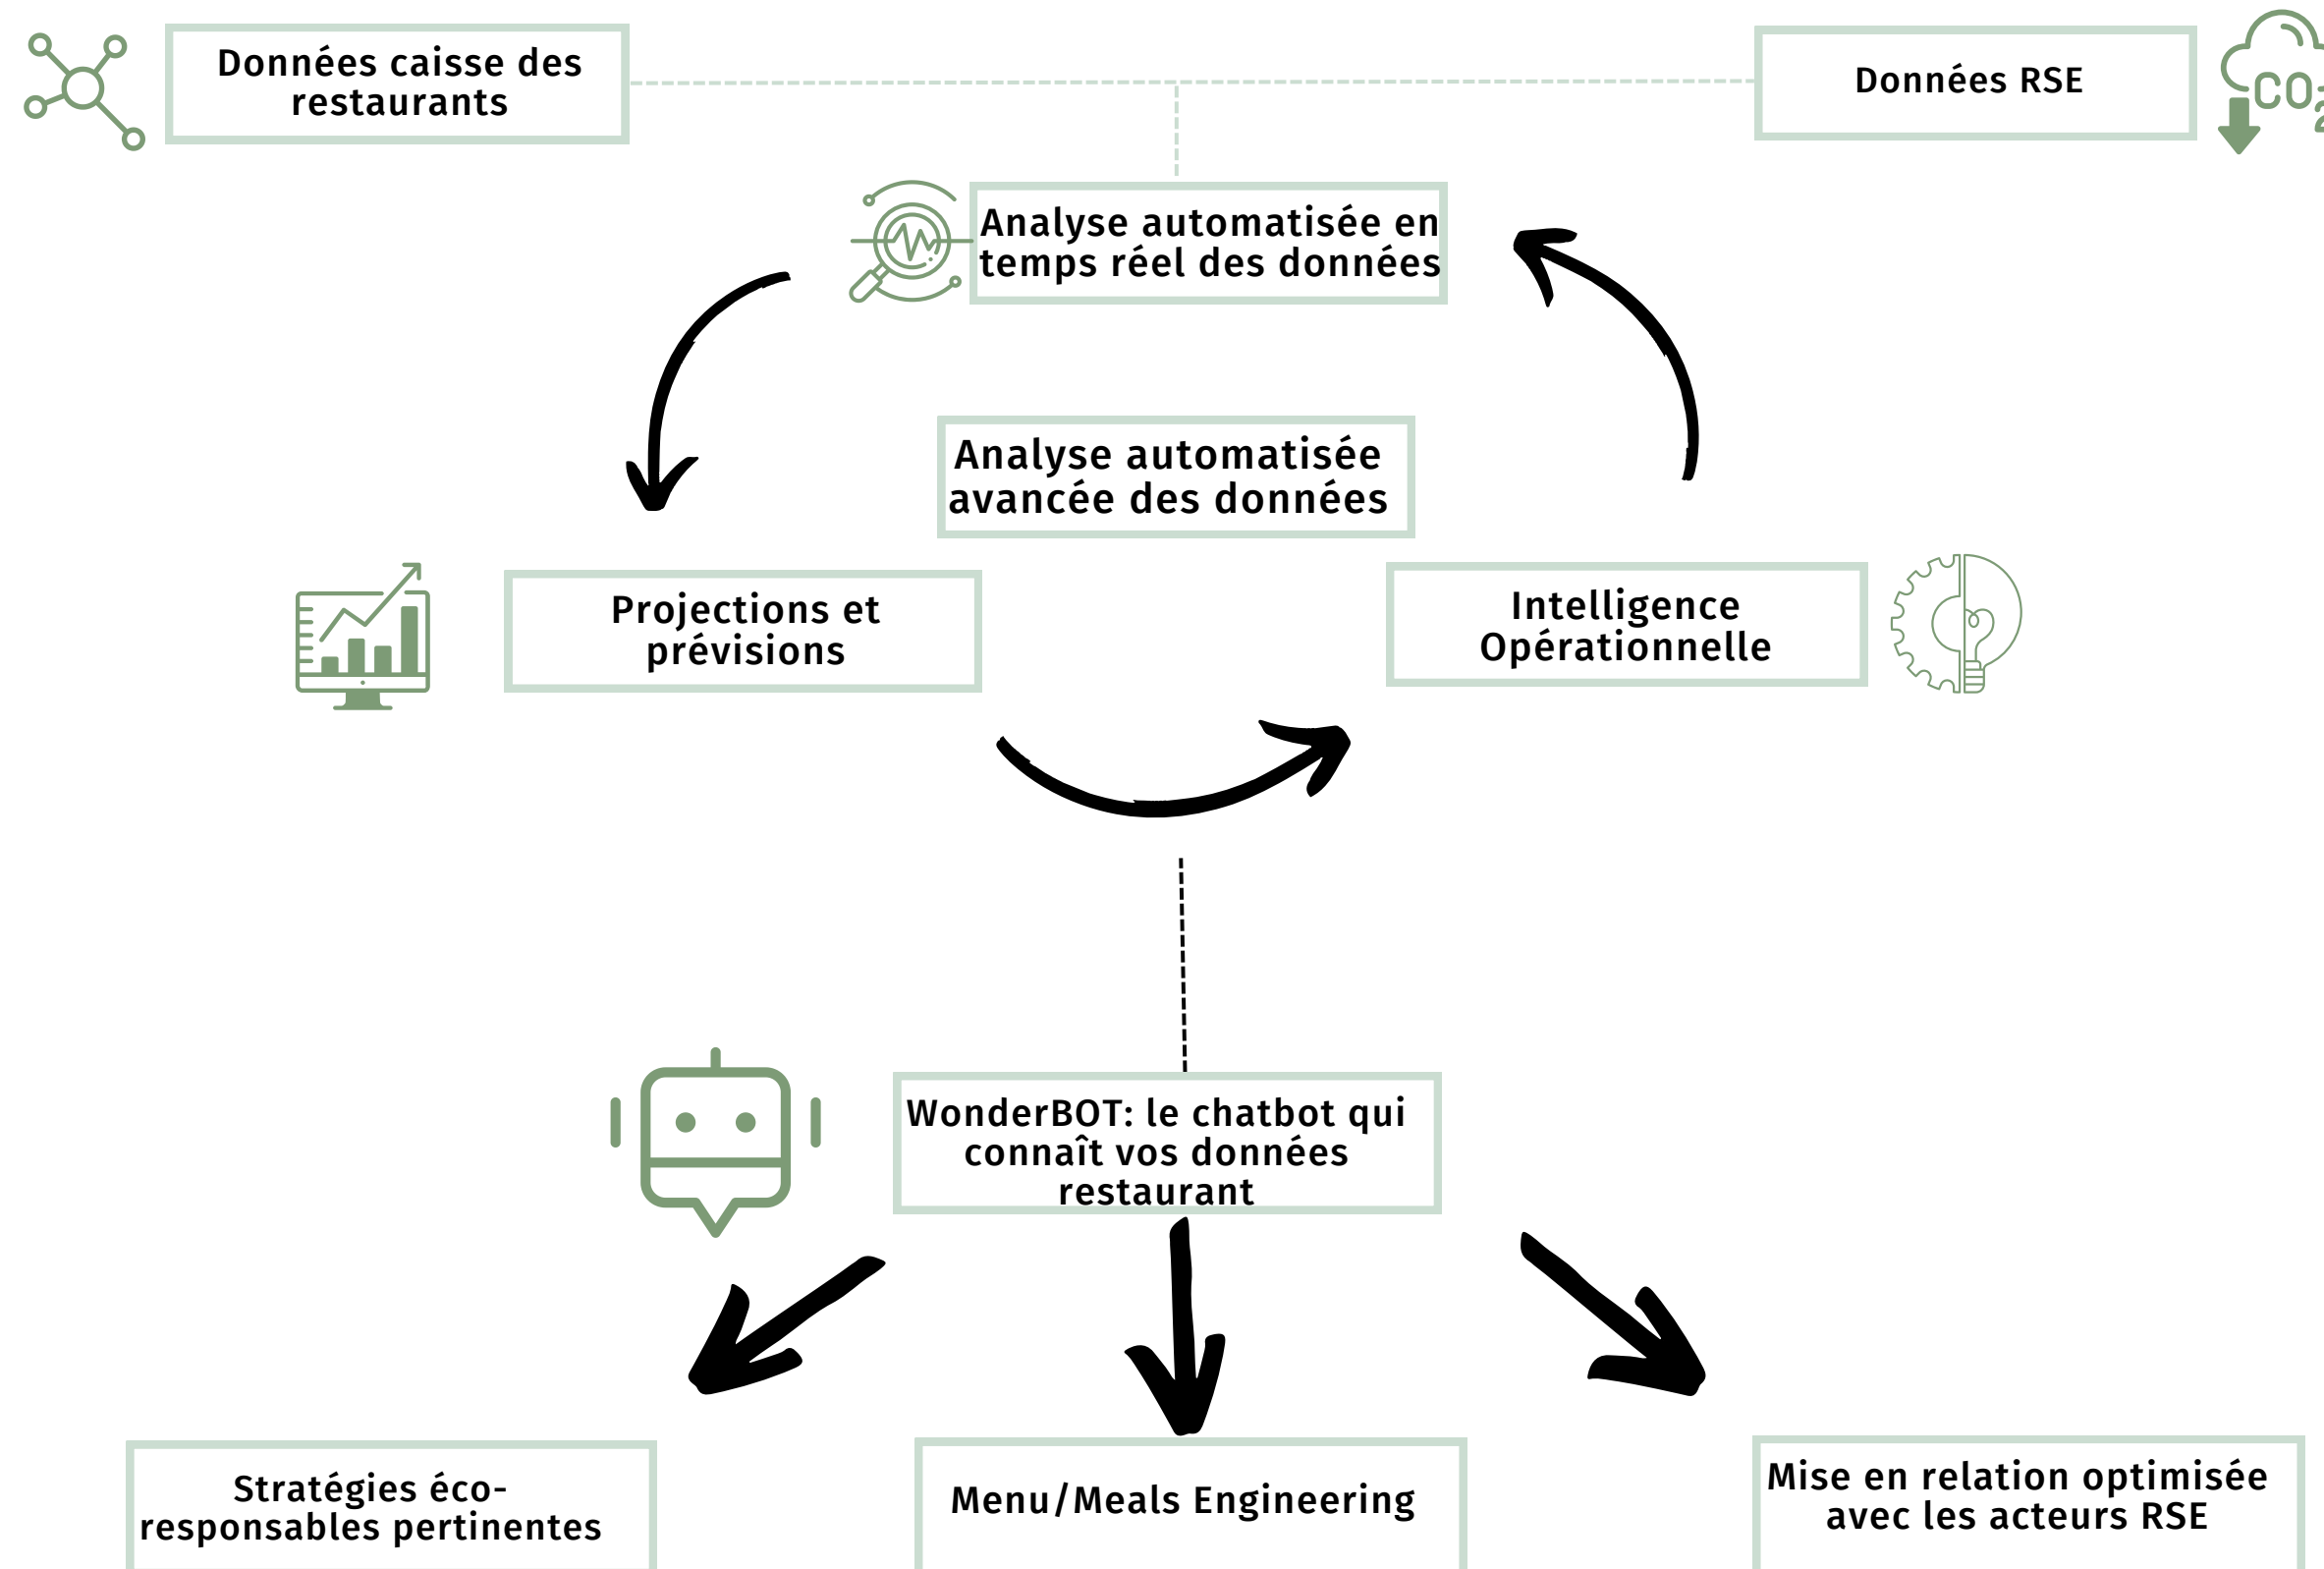 Données caisse des
restaurants
Données RSE
CO2
Analyse automatisée en
temps réel des données
Analyse automatisée
avancée des données
Projections et
prévisions
Intelligence
Opérationnelle
WonderBOT: le chatbot qui
connaît vos données
restaurant
Stratégies éco-
responsables pertinentes
Menu/Meals Engineering
Mise en relation optimisée
avec les acteurs RSE